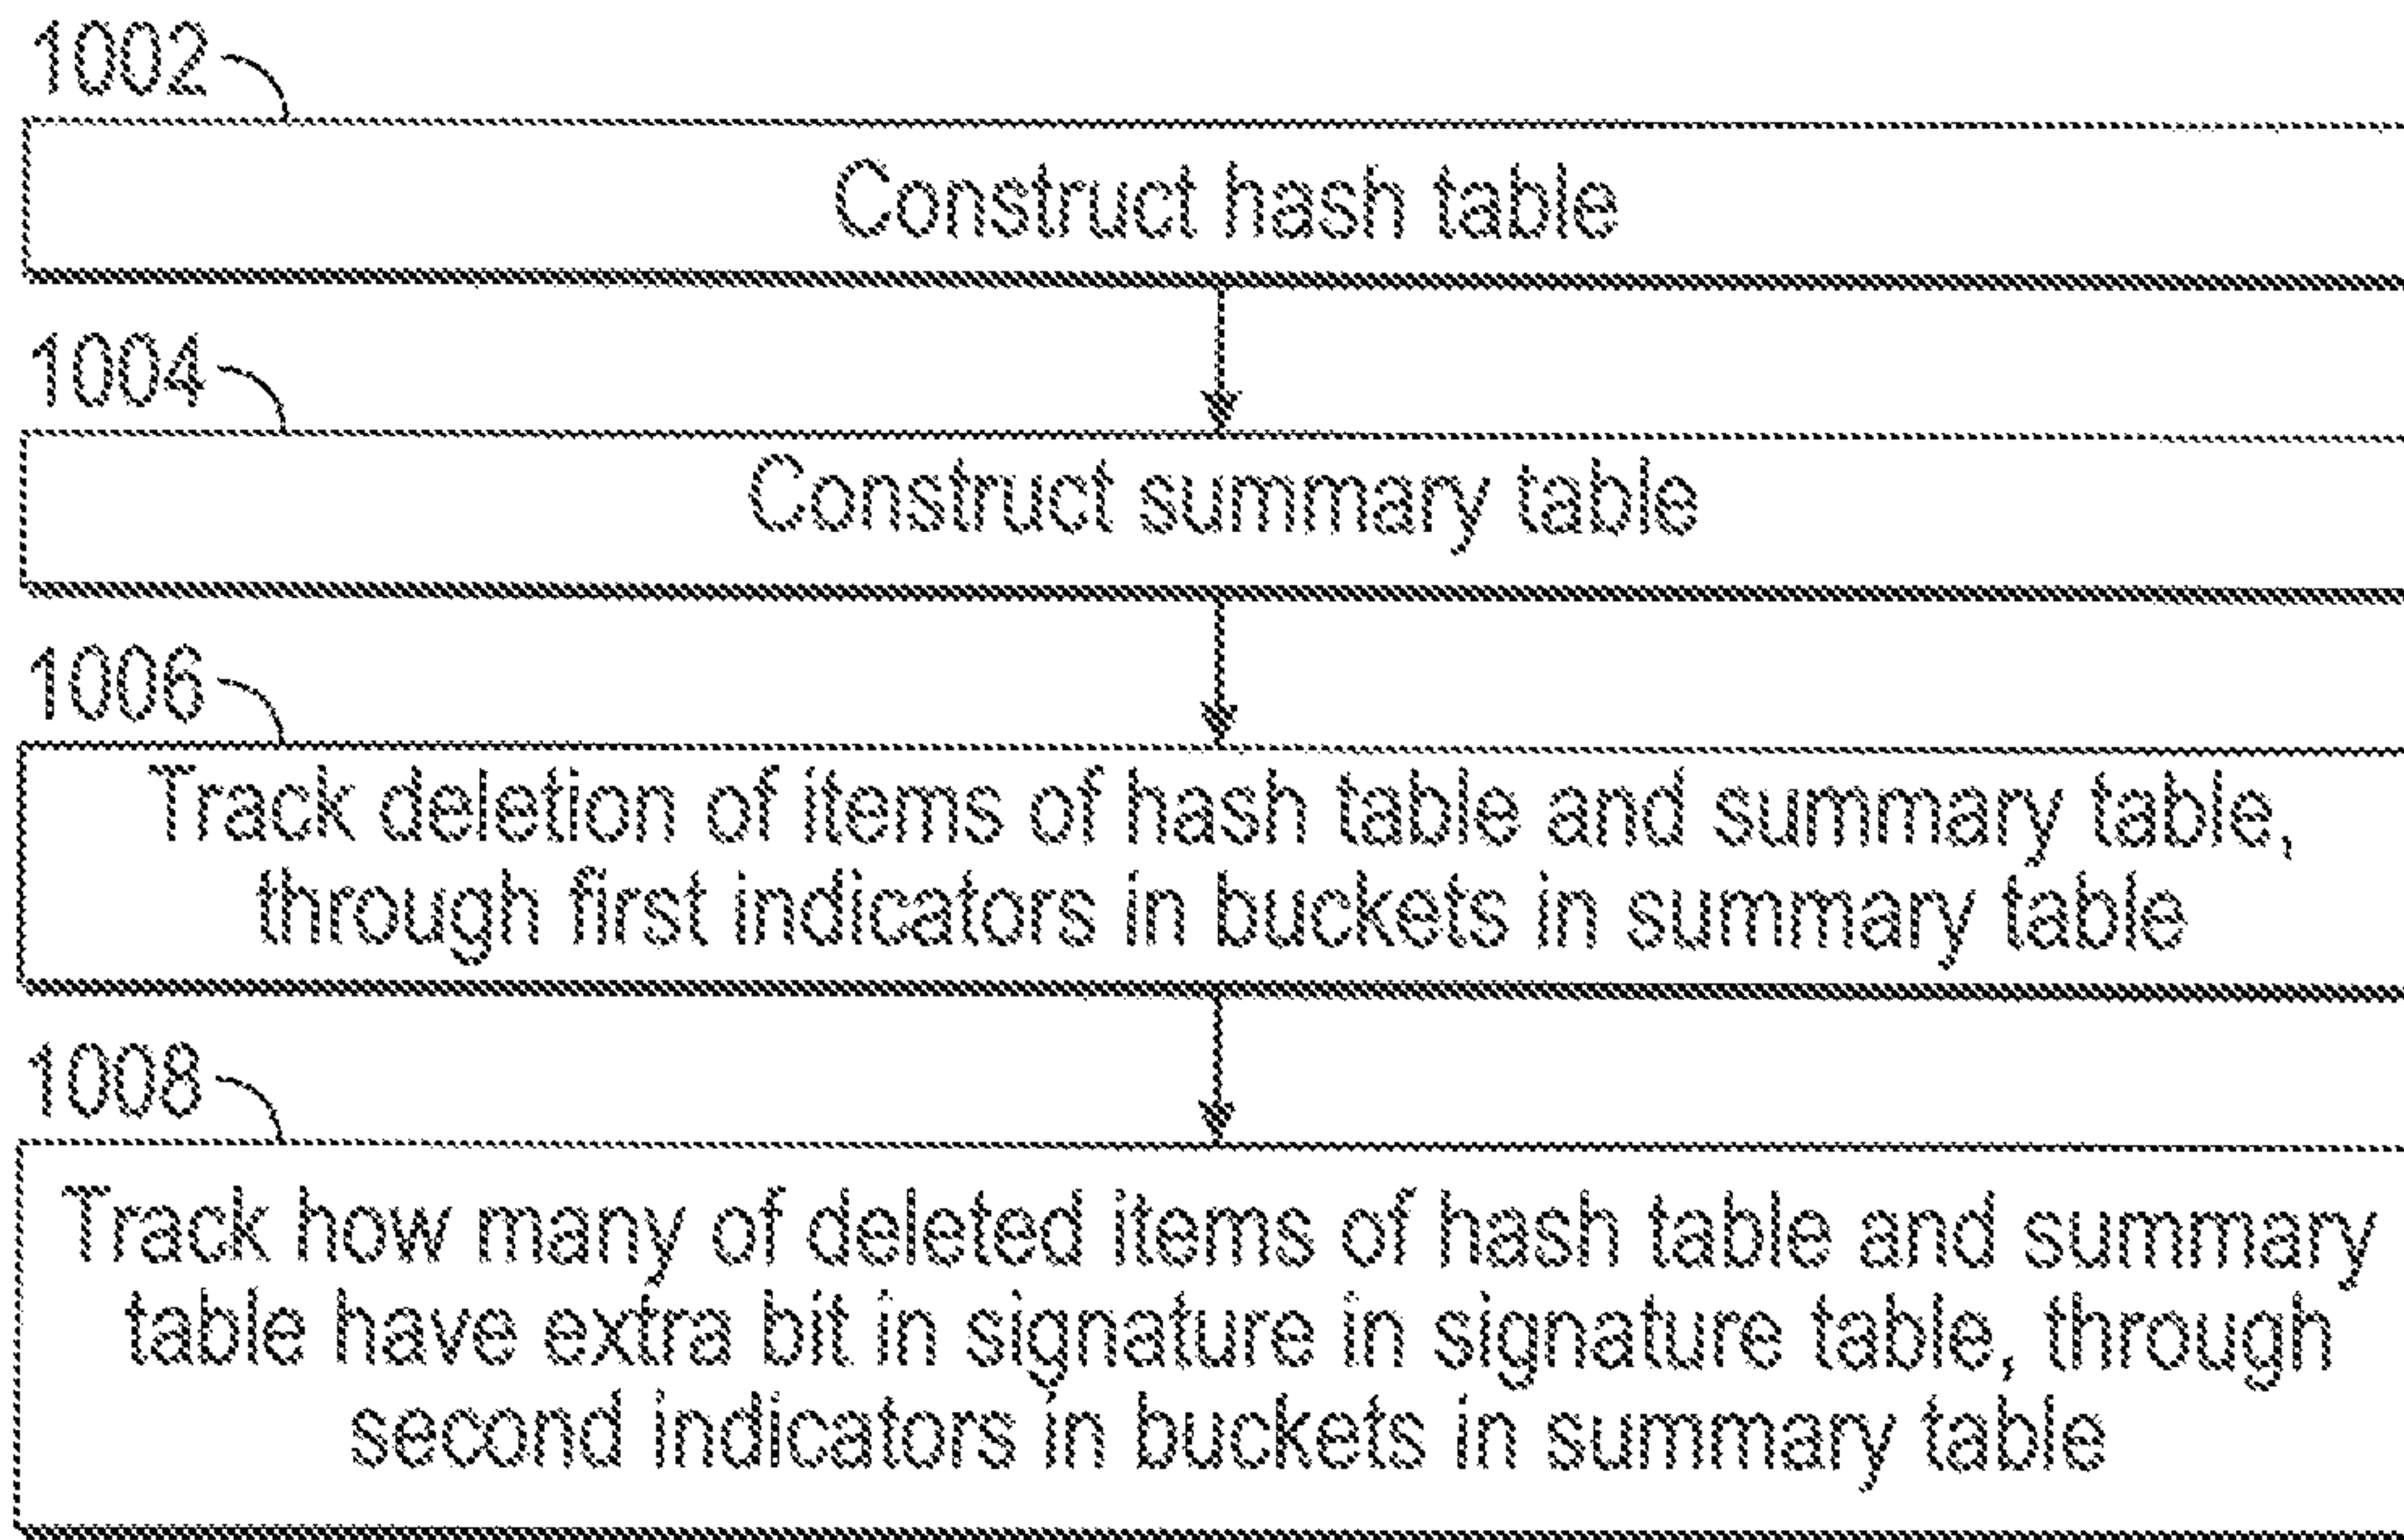 1002
Construct hash table
1004
Construct summary table
1006
Track deletion of items of hash table and summary table,
through first indicators in buckets in summary table
1008
Track how many of deleted items of hash table and summary
table have extra bit in signature in signature table, through
second indicators in buckets in summary table